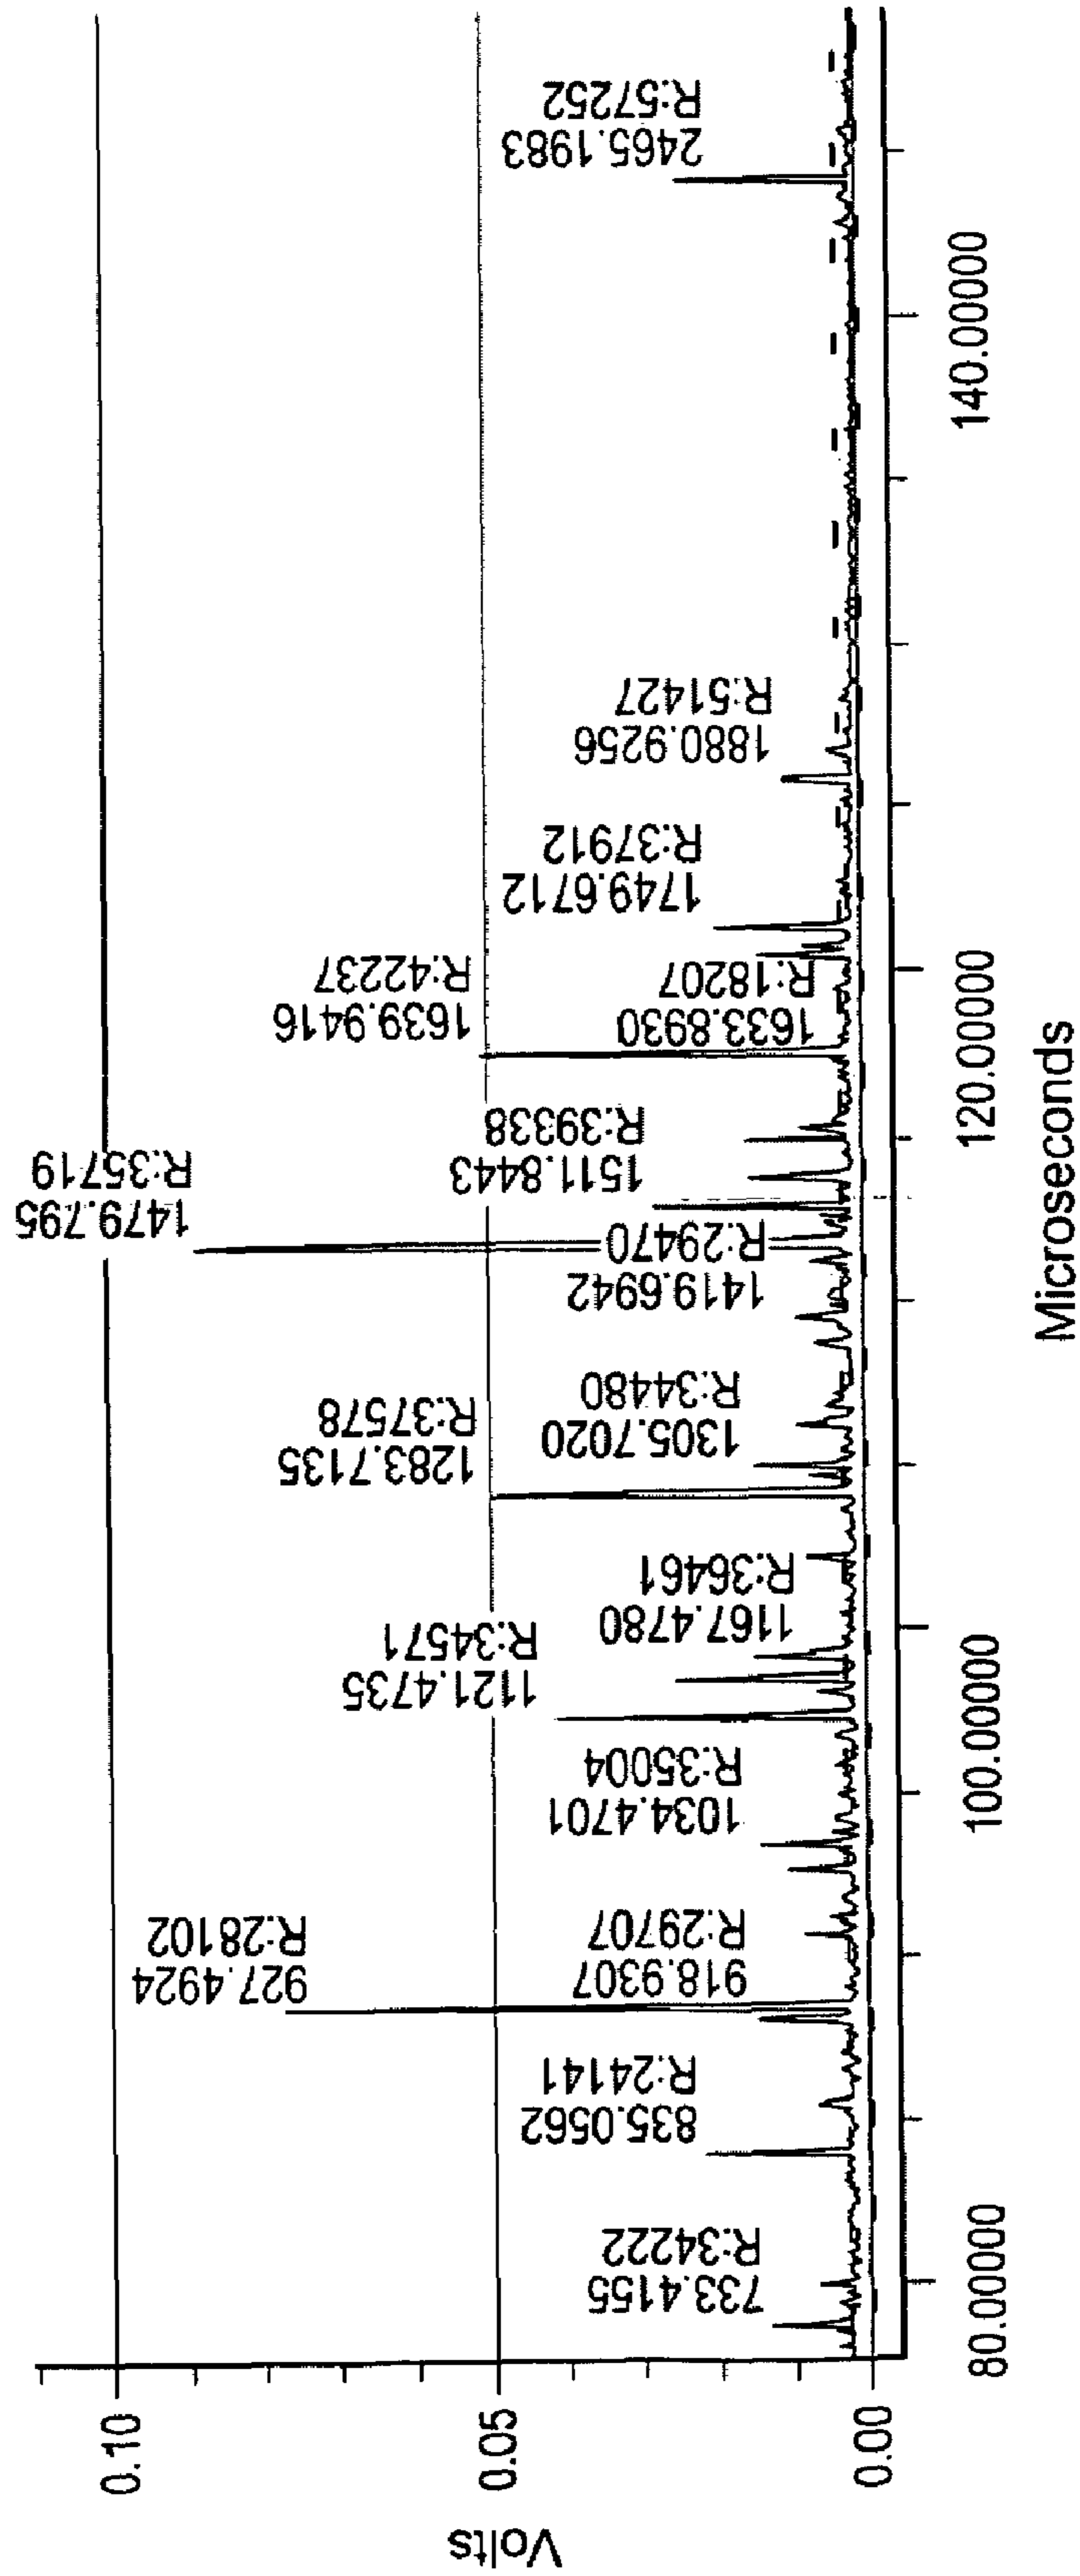 Volts
0.10
0.05
0.00
733.4155
R:34222
835.0562
R:24141
918.9307
R:29707
927.4924
R:28102
1034.4701
R:35004
1121.4735
R:34571
1167.4780
R:36461
1283.7135
R:37578
1305.7020
R:34480
1419.6942
R:29470
1479.795
R:35719
1511.8443
R:39338
1633.8930
R:18207
1639.9416
R:42237
1749.6712
R:37912
1880.9256
R:51427
2465.1983
R:57252
80.00000
100.00000
120.00000
140.00000
Microseconds